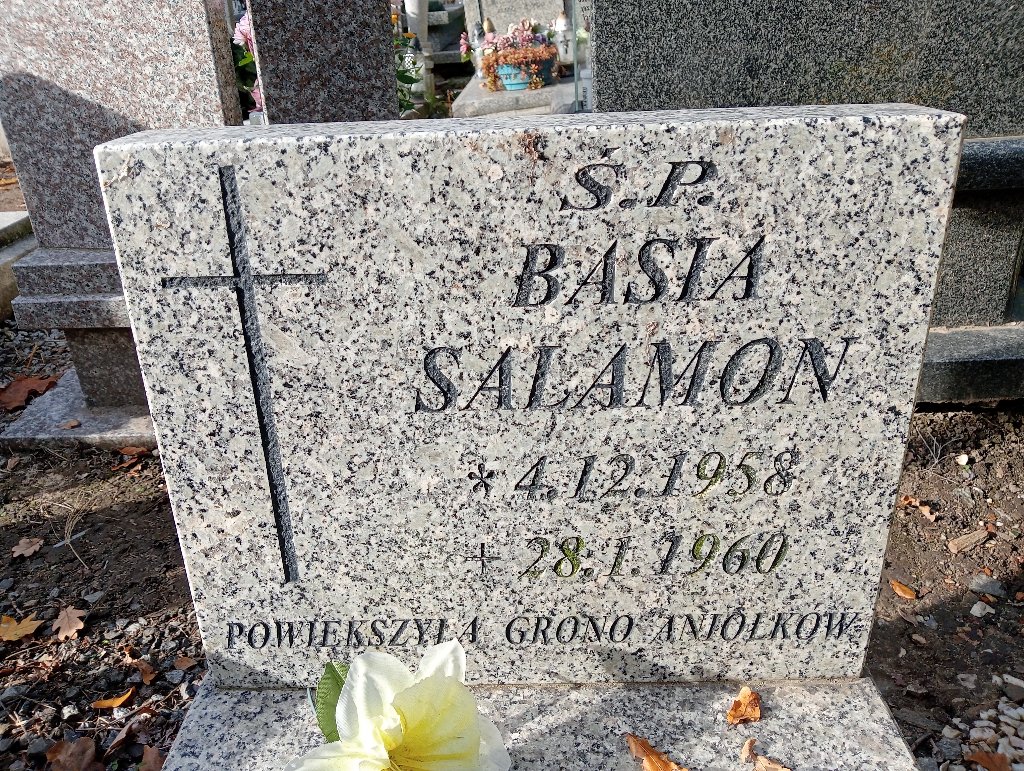 Ś.P.
BASIA
SALAMON
* 4.12.1958
+ 28.1.1960
POWIĘKSZYŁA GRONO ANIOŁKÓW